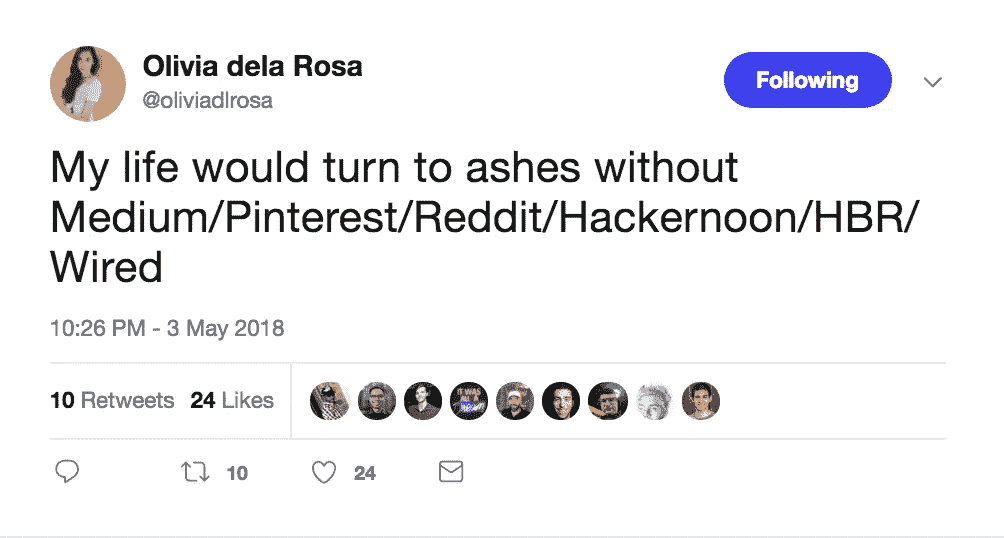 Olivia dela Rosa
@oliviadlrosa
Following
My life would turn to ashes without
Medium/Pinterest/Reddit/Hackernoon/HBR/
Wired
10:26 PM - 3 May 2018
10 Retweets 24 Likes
10 24